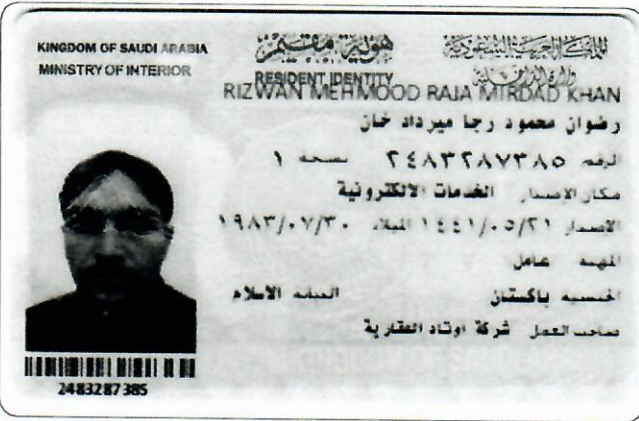 KINGDOM OF SAUDI ARABIA
MINISTRY OF INTERIOR
هوية مقيم
المملكة العربية السعودية
RESIDENT IDENTITY
وزارة الداخلية
RIZWAN MEHMOOD RAJA MIRDAD KHAN
رضوان محمود رجا ميرداد خان
الرقم ٢٤٨٣٢٨٧٣٨٥ نسخة ١
مكان الاصدار الخدمات الالكترونية
الاصدار ١٤٤١/٠٥/٢١ الميلاد ١٩٨٣/٠٧/٣٠
المهنة عامل
الجنسية باكستان الديانة الاسلام
صاحب العمل شركة اوتاد العقارية
2483287385